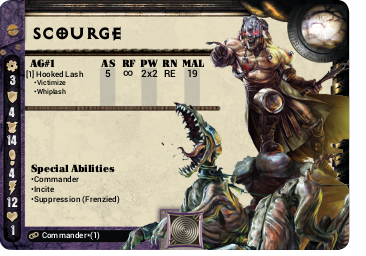 SCOURGE
AG#1 AS RF PW RN MAL
[1] Hooked Lash 5 ∞ 2x2 RE 19
•Victimize
•Whiplash
3
4
14
4
12
1
Special Abilities
•Commander
•Incite
•Suppression (Frenzied)
Commander•(1)